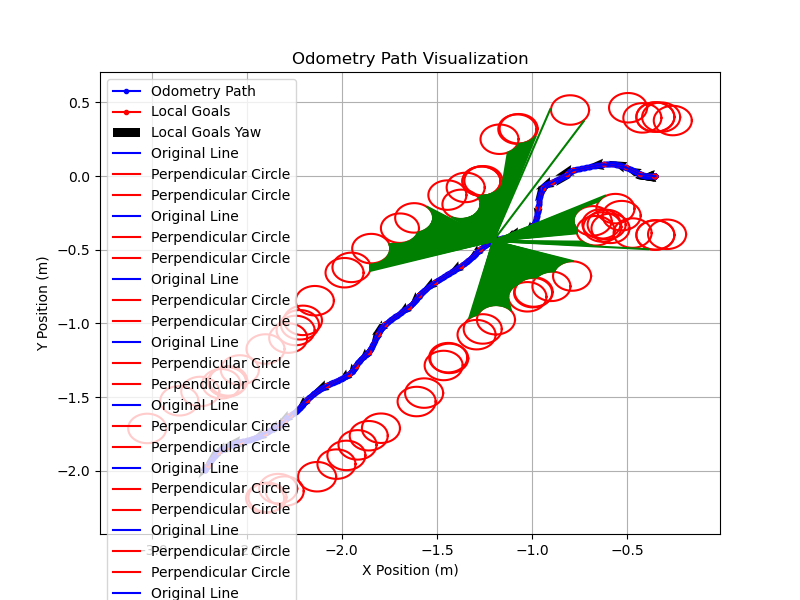 Odometry Path Visualization
Odometry Path
Local Goals
Local Goals Yaw
Original Line
Perpendicular Circle
Perpendicular Circle
Original Line
Perpendicular Circle
Perpendicular Circle
Original Line
Perpendicular Circle
Perpendicular Circle
Original Line
Perpendicular Circle
Perpendicular Circle
Original Line
Perpendicular Circle
Perpendicular Circle
Original Line
Perpendicular Circle
Perpendicular Circle
Original Line
Perpendicular Circle
Perpendicular Circle
Original Line
0.5
0.0
−0.5
−1.0
−1.5
−2.0
Y Position (m)
−2.0
−1.5
−1.0
−0.5
X Position (m)